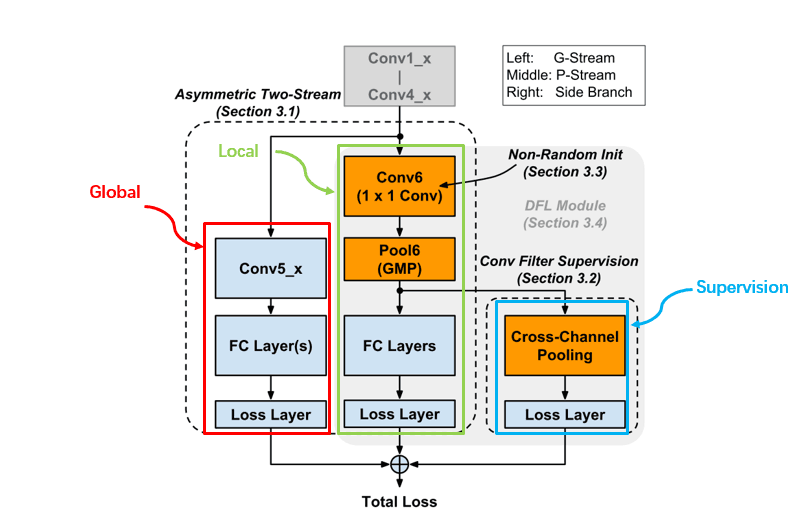 Conv1_x
|
Conv4_x
Left: G-Stream
Middle: P-Stream
Right: Side Branch
Asymmetric Two-Stream
(Section 3.1)
Local
Non-Random Init
(Section 3.3)
Conv6
(1 x 1 Conv)
Global
DFL Module
(Section 3.4)
Conv5_x
Pool6
(GMP)
Conv Filter Supervision
(Section 3.2)
Supervision
FC Layer(s)
FC Layers
Cross-Channel
Pooling
Loss Layer
Loss Layer
Loss Layer
Total Loss